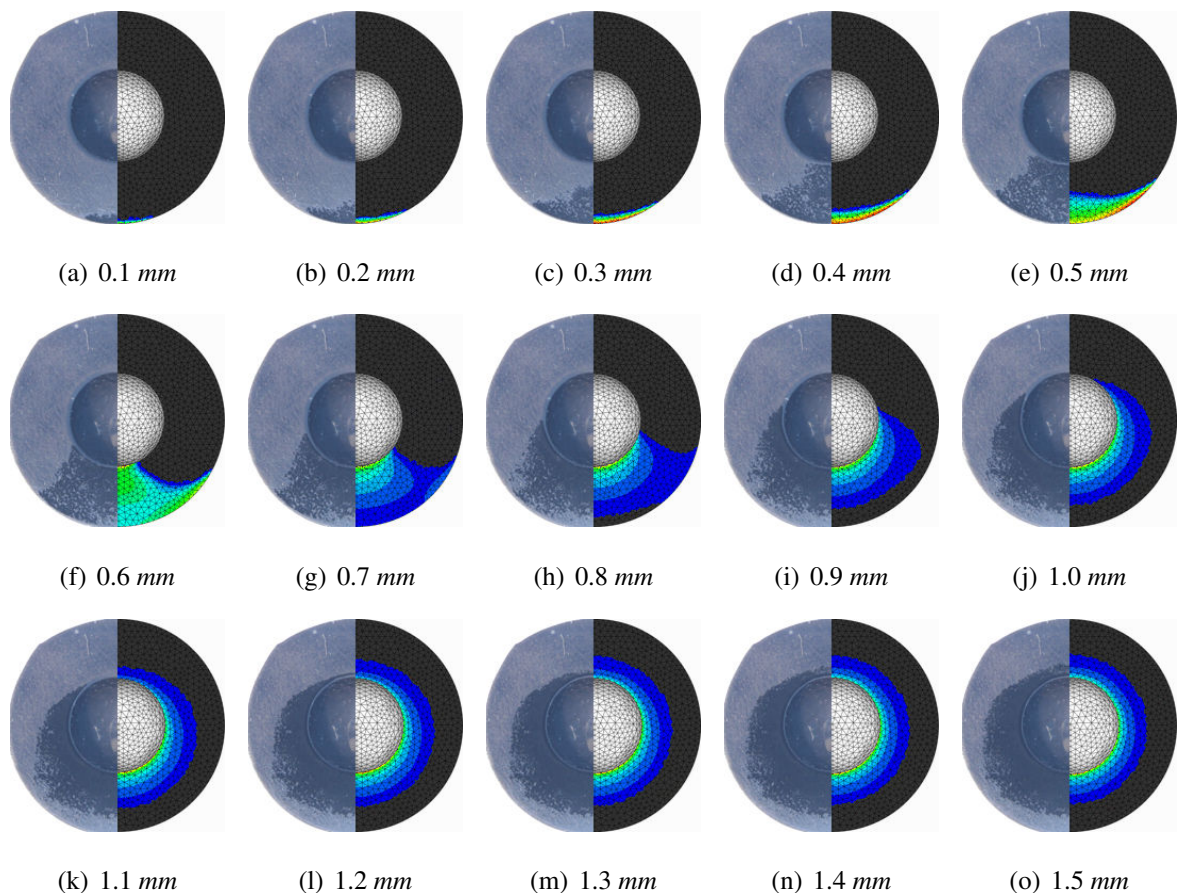 (a) 0.1 mm (b) 0.2 mm (c) 0.3 mm (d) 0.4 mm (e) 0.5 mm
(f) 0.6 mm (g) 0.7 mm (h) 0.8 mm (i) 0.9 mm (j) 1.0 mm
(k) 1.1 mm (l) 1.2 mm (m) 1.3 mm (n) 1.4 mm (o) 1.5 mm